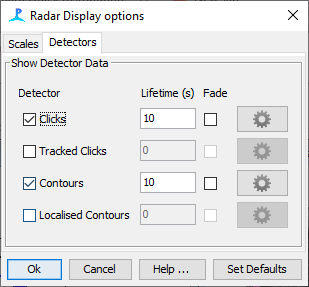 Radar Display options
Scales Detectors
Show Detector Data
Detector Lifetime (s) Fade
Clicks 10
Tracked Clicks 0
Contours 10
Localised Contours 0
Ok Cancel Help ... Set Defaults